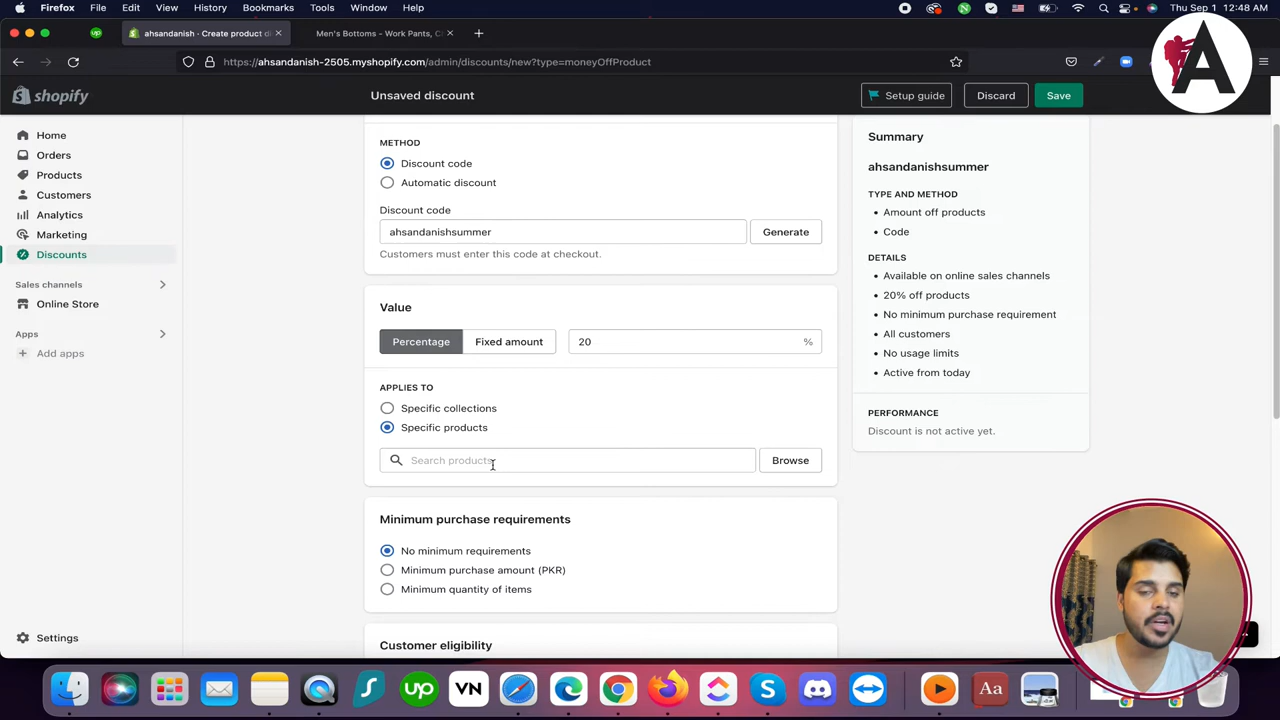 Firefox File Edit View History Bookmarks Tools Window Help Thu Aug 11 12:48 AM
ahsandanish · Create product di
Men's Bottoms - Work Pants, C
https://ahsandanish-2505.myshopify.com/admin/discounts/new?type=moneyOffProduct
A
shopify
Unsaved discount
Setup guide
Discard
Save
Home
Orders
Products
Customers
Analytics
Marketing
Discounts
Sales channels
Online Store
Apps
Add apps
Settings
METHOD
Discount code
Automatic discount
Discount code
ahsandanishsummer
Generate
Customers must enter this code at checkout.
Value
Percentage
Fixed amount
20
%
APPLIES TO
Specific collections
Specific products
Search products
Browse
Minimum purchase requirements
No minimum requirements
Minimum purchase amount (PKR)
Minimum quantity of items
Customer eligibility
Summary
ahsandanishsummer
TYPE AND METHOD
• Amount off products
• Code
DETAILS
• Available on online sales channels
• 20% off products
• No minimum purchase requirement
• All customers
• No usage limits
• Active from today
PERFORMANCE
Discount is not active yet.
up
VN
Aa